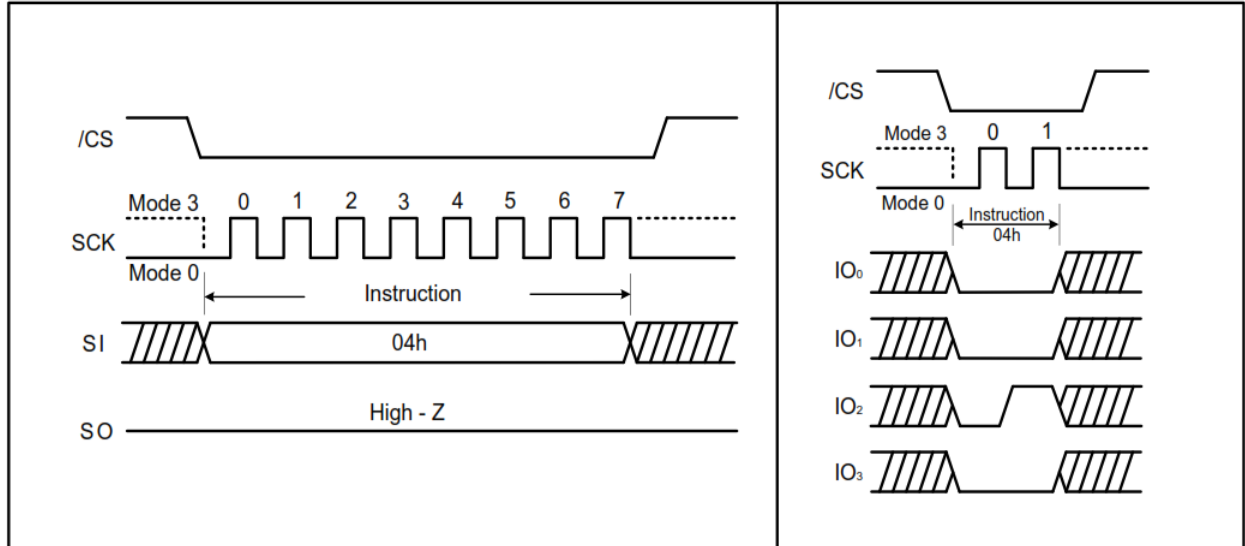 /CS
Mode 3 0 1 2 3 4 5 6 7
SCK
Mode 0
Instruction
SI 04h
High - Z
SO
/CS
Mode 3 0 1
SCK
Mode 0 Instruction
04h
IO₀
IO₁
IO₂
IO₃